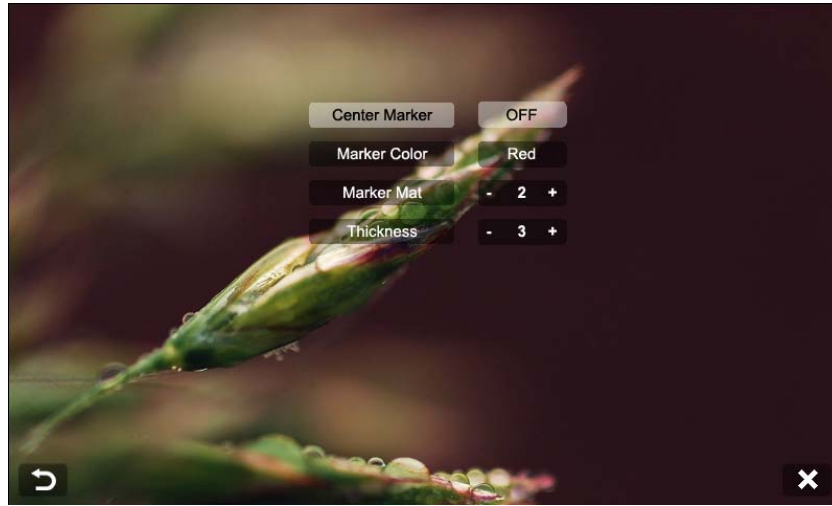 Center Marker OFF
Marker Color Red
Marker Mat - 2 +
Thickness - 3 +